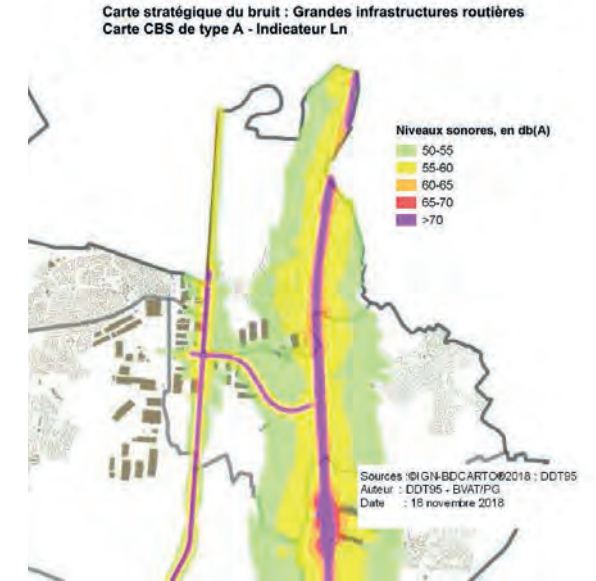 Carte stratégique du bruit : Grandes infrastructures routières
Carte CBS de type A - Indicateur Ln
Niveaux sonores, en db(A)
50-55
55-60
60-65
65-70
>70
Sources :©IGN-BDCARTO®2018 : DDT95
Auteur : DDT95 - BVAT/PG
Date : 16 novembre 2018